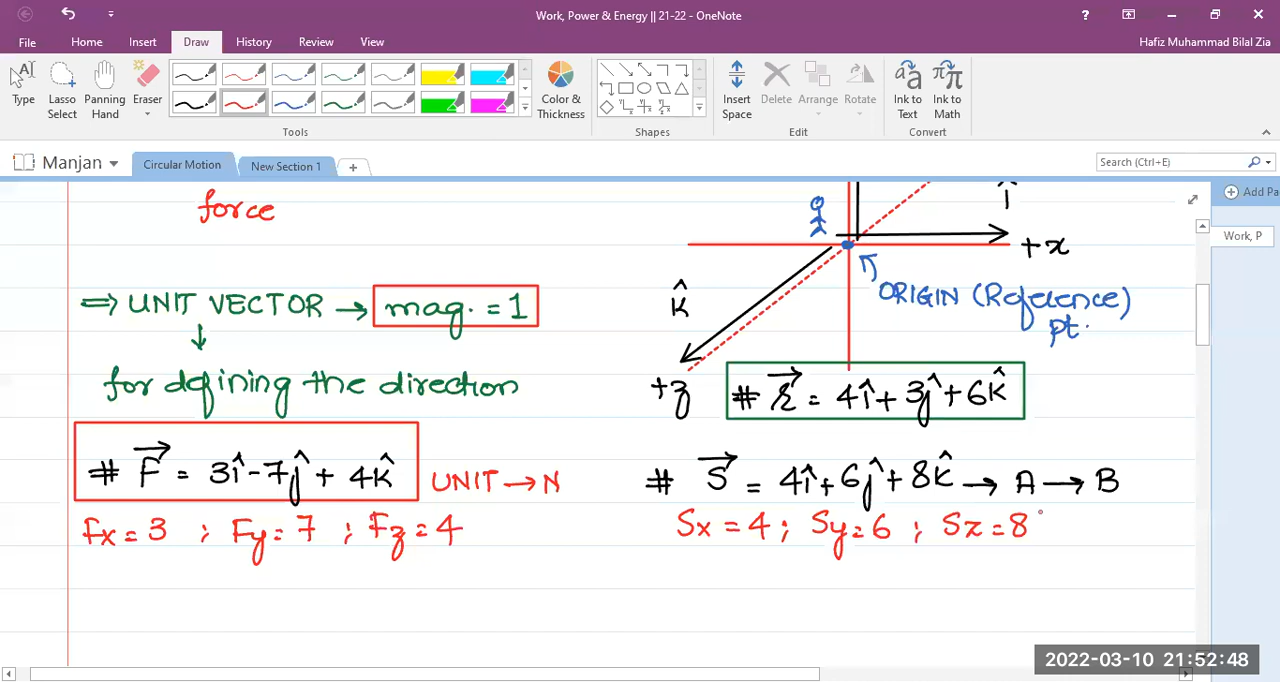 Work, Power & Energy || 21-22 - OneNote
Hafiz Muhammad Bilal Zia
File Home Insert Draw History Review View
Type
Lasso Select
Panning Hand
Eraser
Color & Thickness
Insert Space
Delete
Arrange
Rotate
Ink to Text
Ink to Math
Tools
Shapes
Edit
Convert
Manjan
Circular Motion
New Section 1
Search (Ctrl+E)
Add Pa
Work, P
force
î
+x
⇒ UNIT VECTOR → mag. = 1
k̂
ORIGIN (Reference)
pt.
for defining the direction
+z
# r⃗ = 4î + 3ĵ + 6k̂
# F⃗ = 3î - 7ĵ + 4k̂ UNIT → N
# S⃗ = 4î + 6ĵ + 8k̂ → A → B
Fx = 3 ; Fy = 7 ; Fz = 4
Sx = 4 ; Sy = 6 ; Sz = 8
2022-03-10 21:52:48